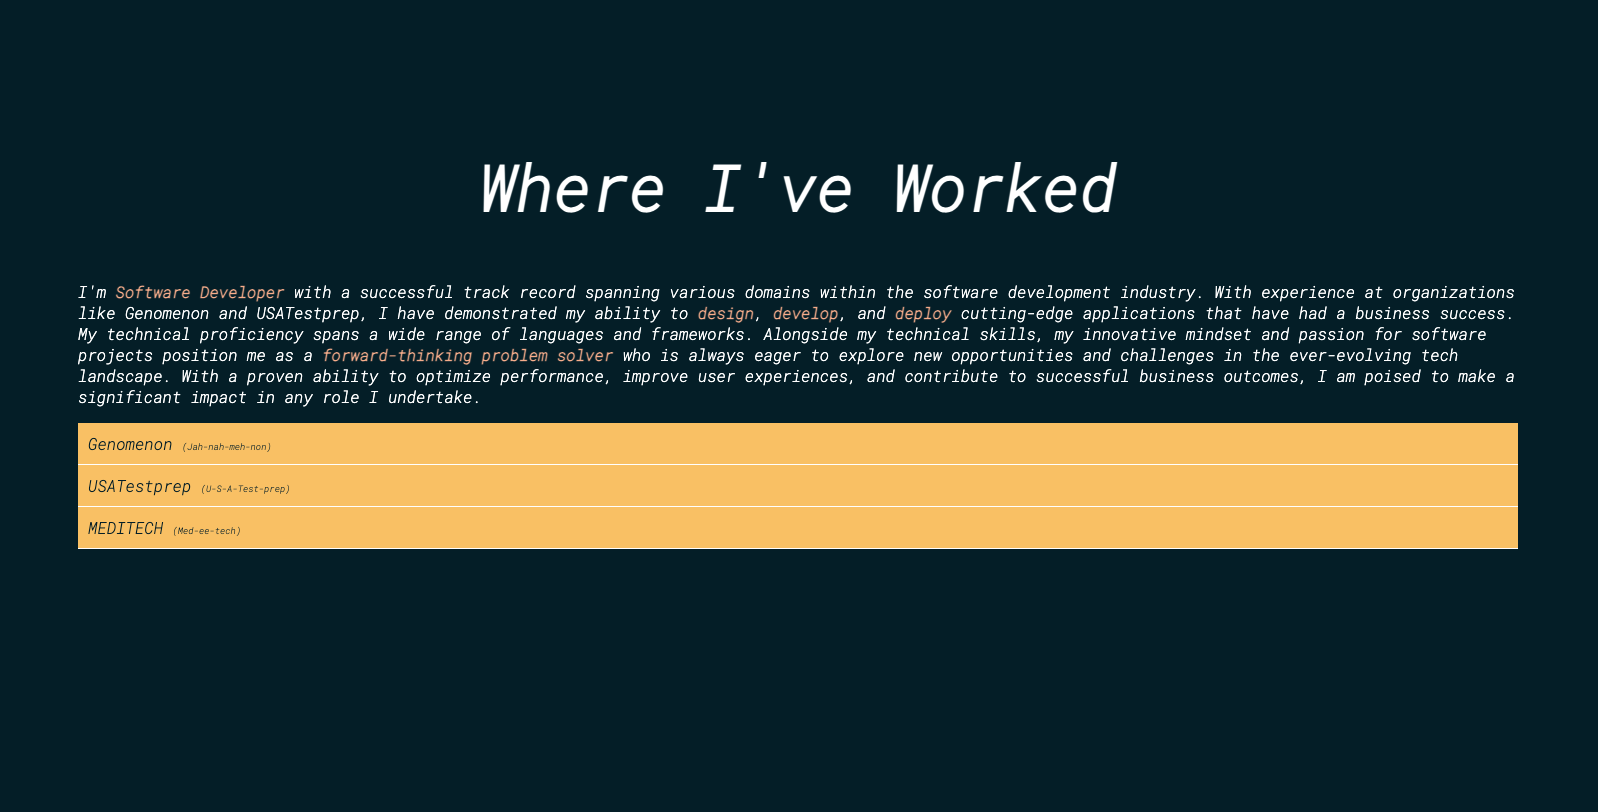 Where I've Worked
I'm Software Developer with a successful track record spanning various domains within the software development industry. With experience at organizations
like Genomenon and USATestprep, I have demonstrated my ability to design, develop, and deploy cutting-edge applications that have had a business success.
My technical proficiency spans a wide range of languages and frameworks. Alongside my technical skills, my innovative mindset and passion for software
projects position me as a forward-thinking problem solver who is always eager to explore new opportunities and challenges in the ever-evolving tech
landscape. With a proven ability to optimize performance, improve user experiences, and contribute to successful business outcomes, I am poised to make a
significant impact in any role I undertake.
Genomenon (Jah-nah-meh-non)
USATestprep (U-S-A-Test-prep)
MEDITECH (Med-ee-tech)